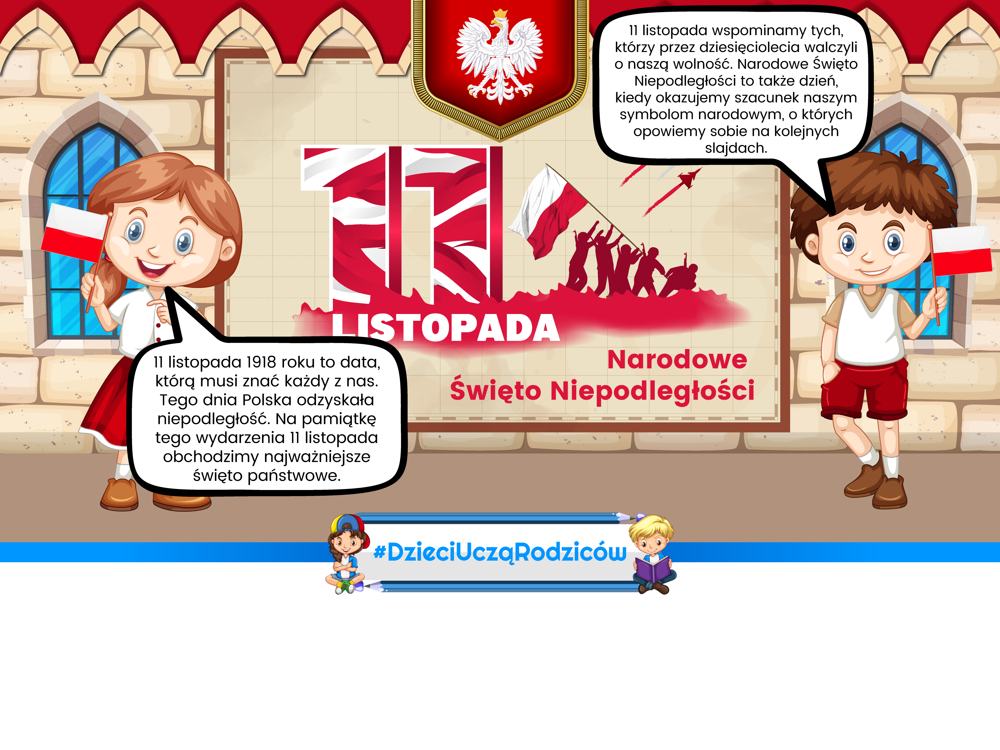 11 listopada wspominamy tych,
którzy przez dziesięciolecia walczyli
o naszą wolność. Narodowe Święto
Niepodległości to także dzień,
kiedy okazujemy szacunek naszym
symbolom narodowym, o których
opowiemy sobie na kolejnych
slajdach.
11
LISTOPADA
Narodowe
Święto Niepodległości
11 listopada 1918 roku to data,
którą musi znać każdy z nas.
Tego dnia Polska odzyskała
niepodległość. Na pamiątkę
tego wydarzenia 11 listopada
obchodzimy najważniejsze
święto państwowe.
#DzieciUcząRodziców